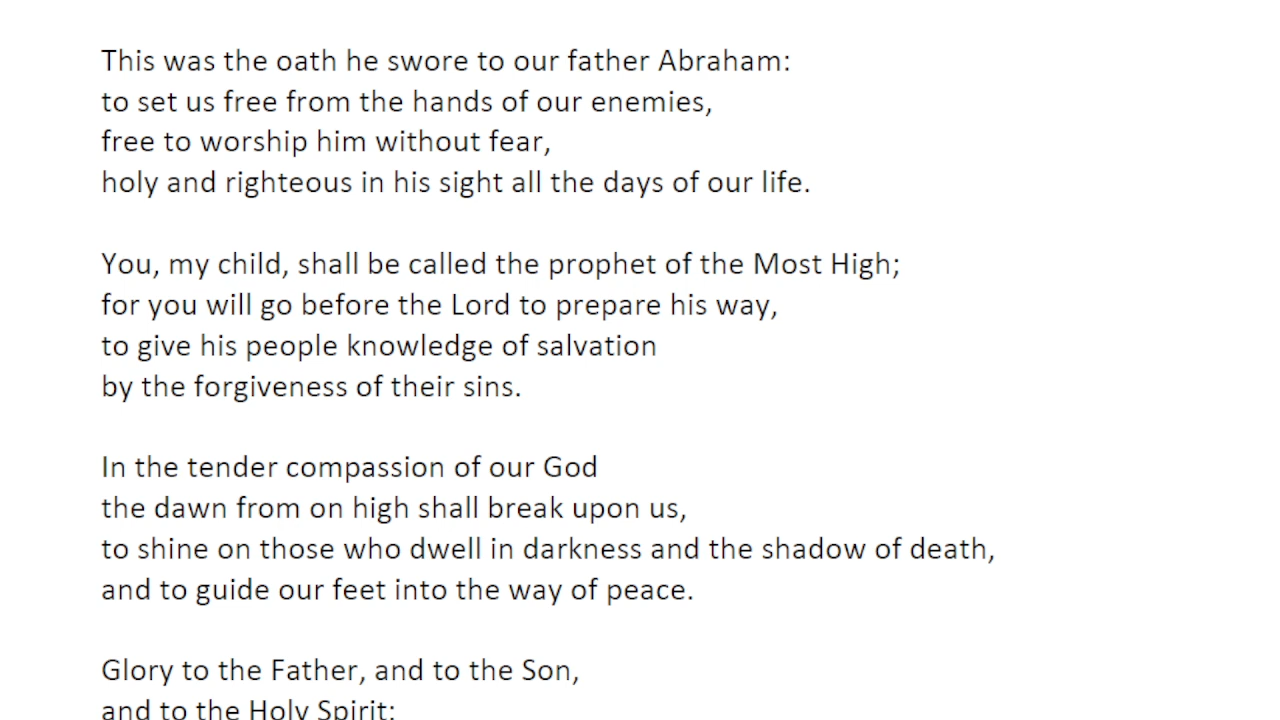 This was the oath he swore to our father Abraham:
to set us free from the hands of our enemies,
free to worship him without fear,
holy and righteous in his sight all the days of our life.
You, my child, shall be called the prophet of the Most High;
for you will go before the Lord to prepare his way,
to give his people knowledge of salvation
by the forgiveness of their sins.
In the tender compassion of our God
the dawn from on high shall break upon us,
to shine on those who dwell in darkness and the shadow of death,
and to guide our feet into the way of peace.
Glory to the Father, and to the Son,
and to the Holy Spirit: